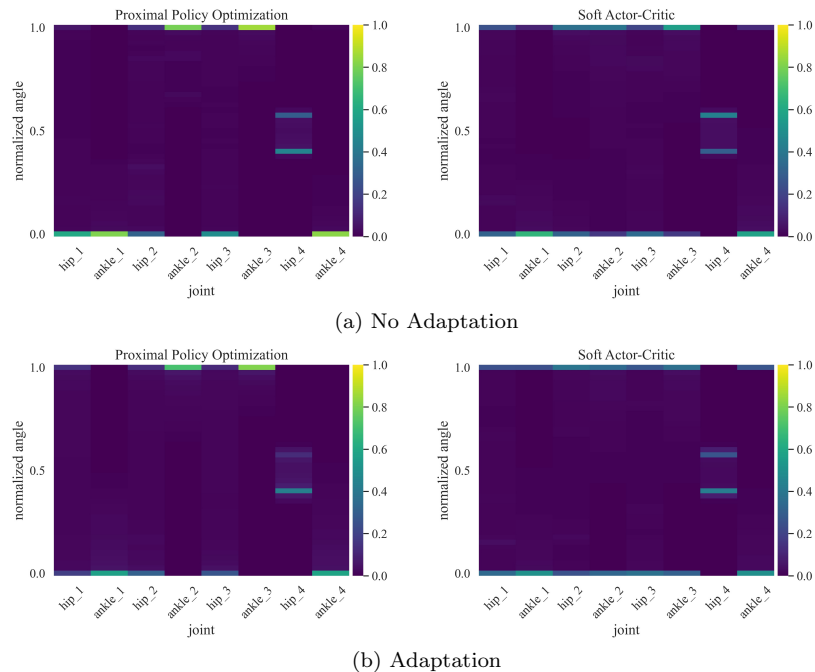 Proximal Policy Optimization
Soft Actor-Critic
1.0
0.5
0.0
normalized angle
1.0
0.8
0.6
0.4
0.2
0.0
1.0
0.5
0.0
normalized angle
1.0
0.8
0.6
0.4
0.2
0.0
hip_1 ankle_1 hip_2 ankle_2 hip_3 ankle_3 hip_4 ankle_4
joint
hip_1 ankle_1 hip_2 ankle_2 hip_3 ankle_3 hip_4 ankle_4
joint
(a) No Adaptation
Proximal Policy Optimization
Soft Actor-Critic
1.0
0.5
0.0
normalized angle
1.0
0.8
0.6
0.4
0.2
0.0
1.0
0.5
0.0
normalized angle
1.0
0.8
0.6
0.4
0.2
0.0
hip_1 ankle_1 hip_2 ankle_2 hip_3 ankle_3 hip_4 ankle_4
joint
hip_1 ankle_1 hip_2 ankle_2 hip_3 ankle_3 hip_4 ankle_4
joint
(b) Adaptation